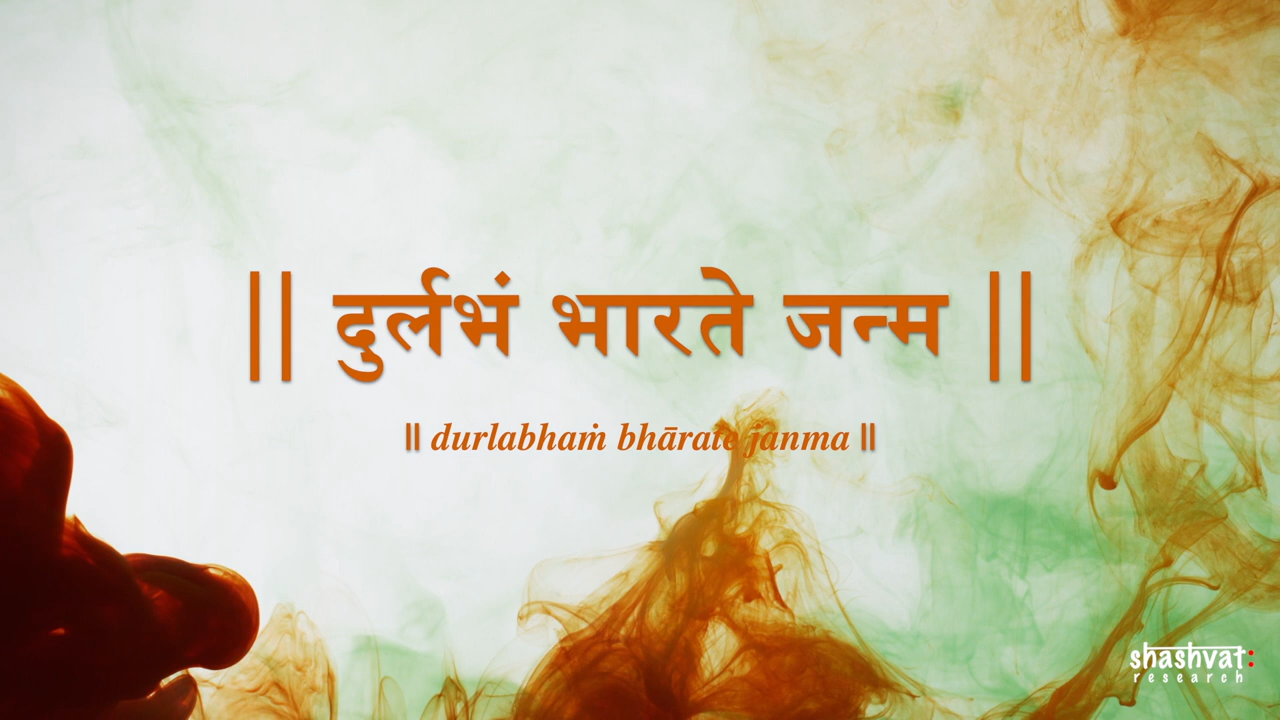 || दुर्लभं भारते जन्म ||
|| durlabhaṁ bhārate janma ||
shashvat:
research